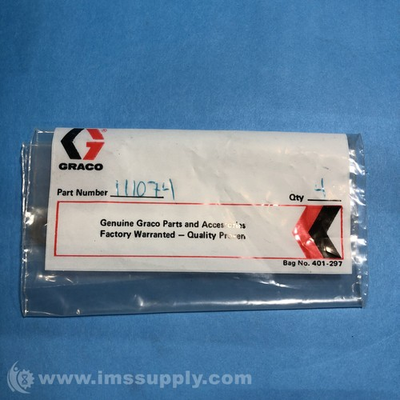 GRACO
Part Number 111074
Qty 1
Genuine Graco Parts and Accessories
Factory Warranted – Quality Proven
Bag No. 401-297
www.imssupply.com